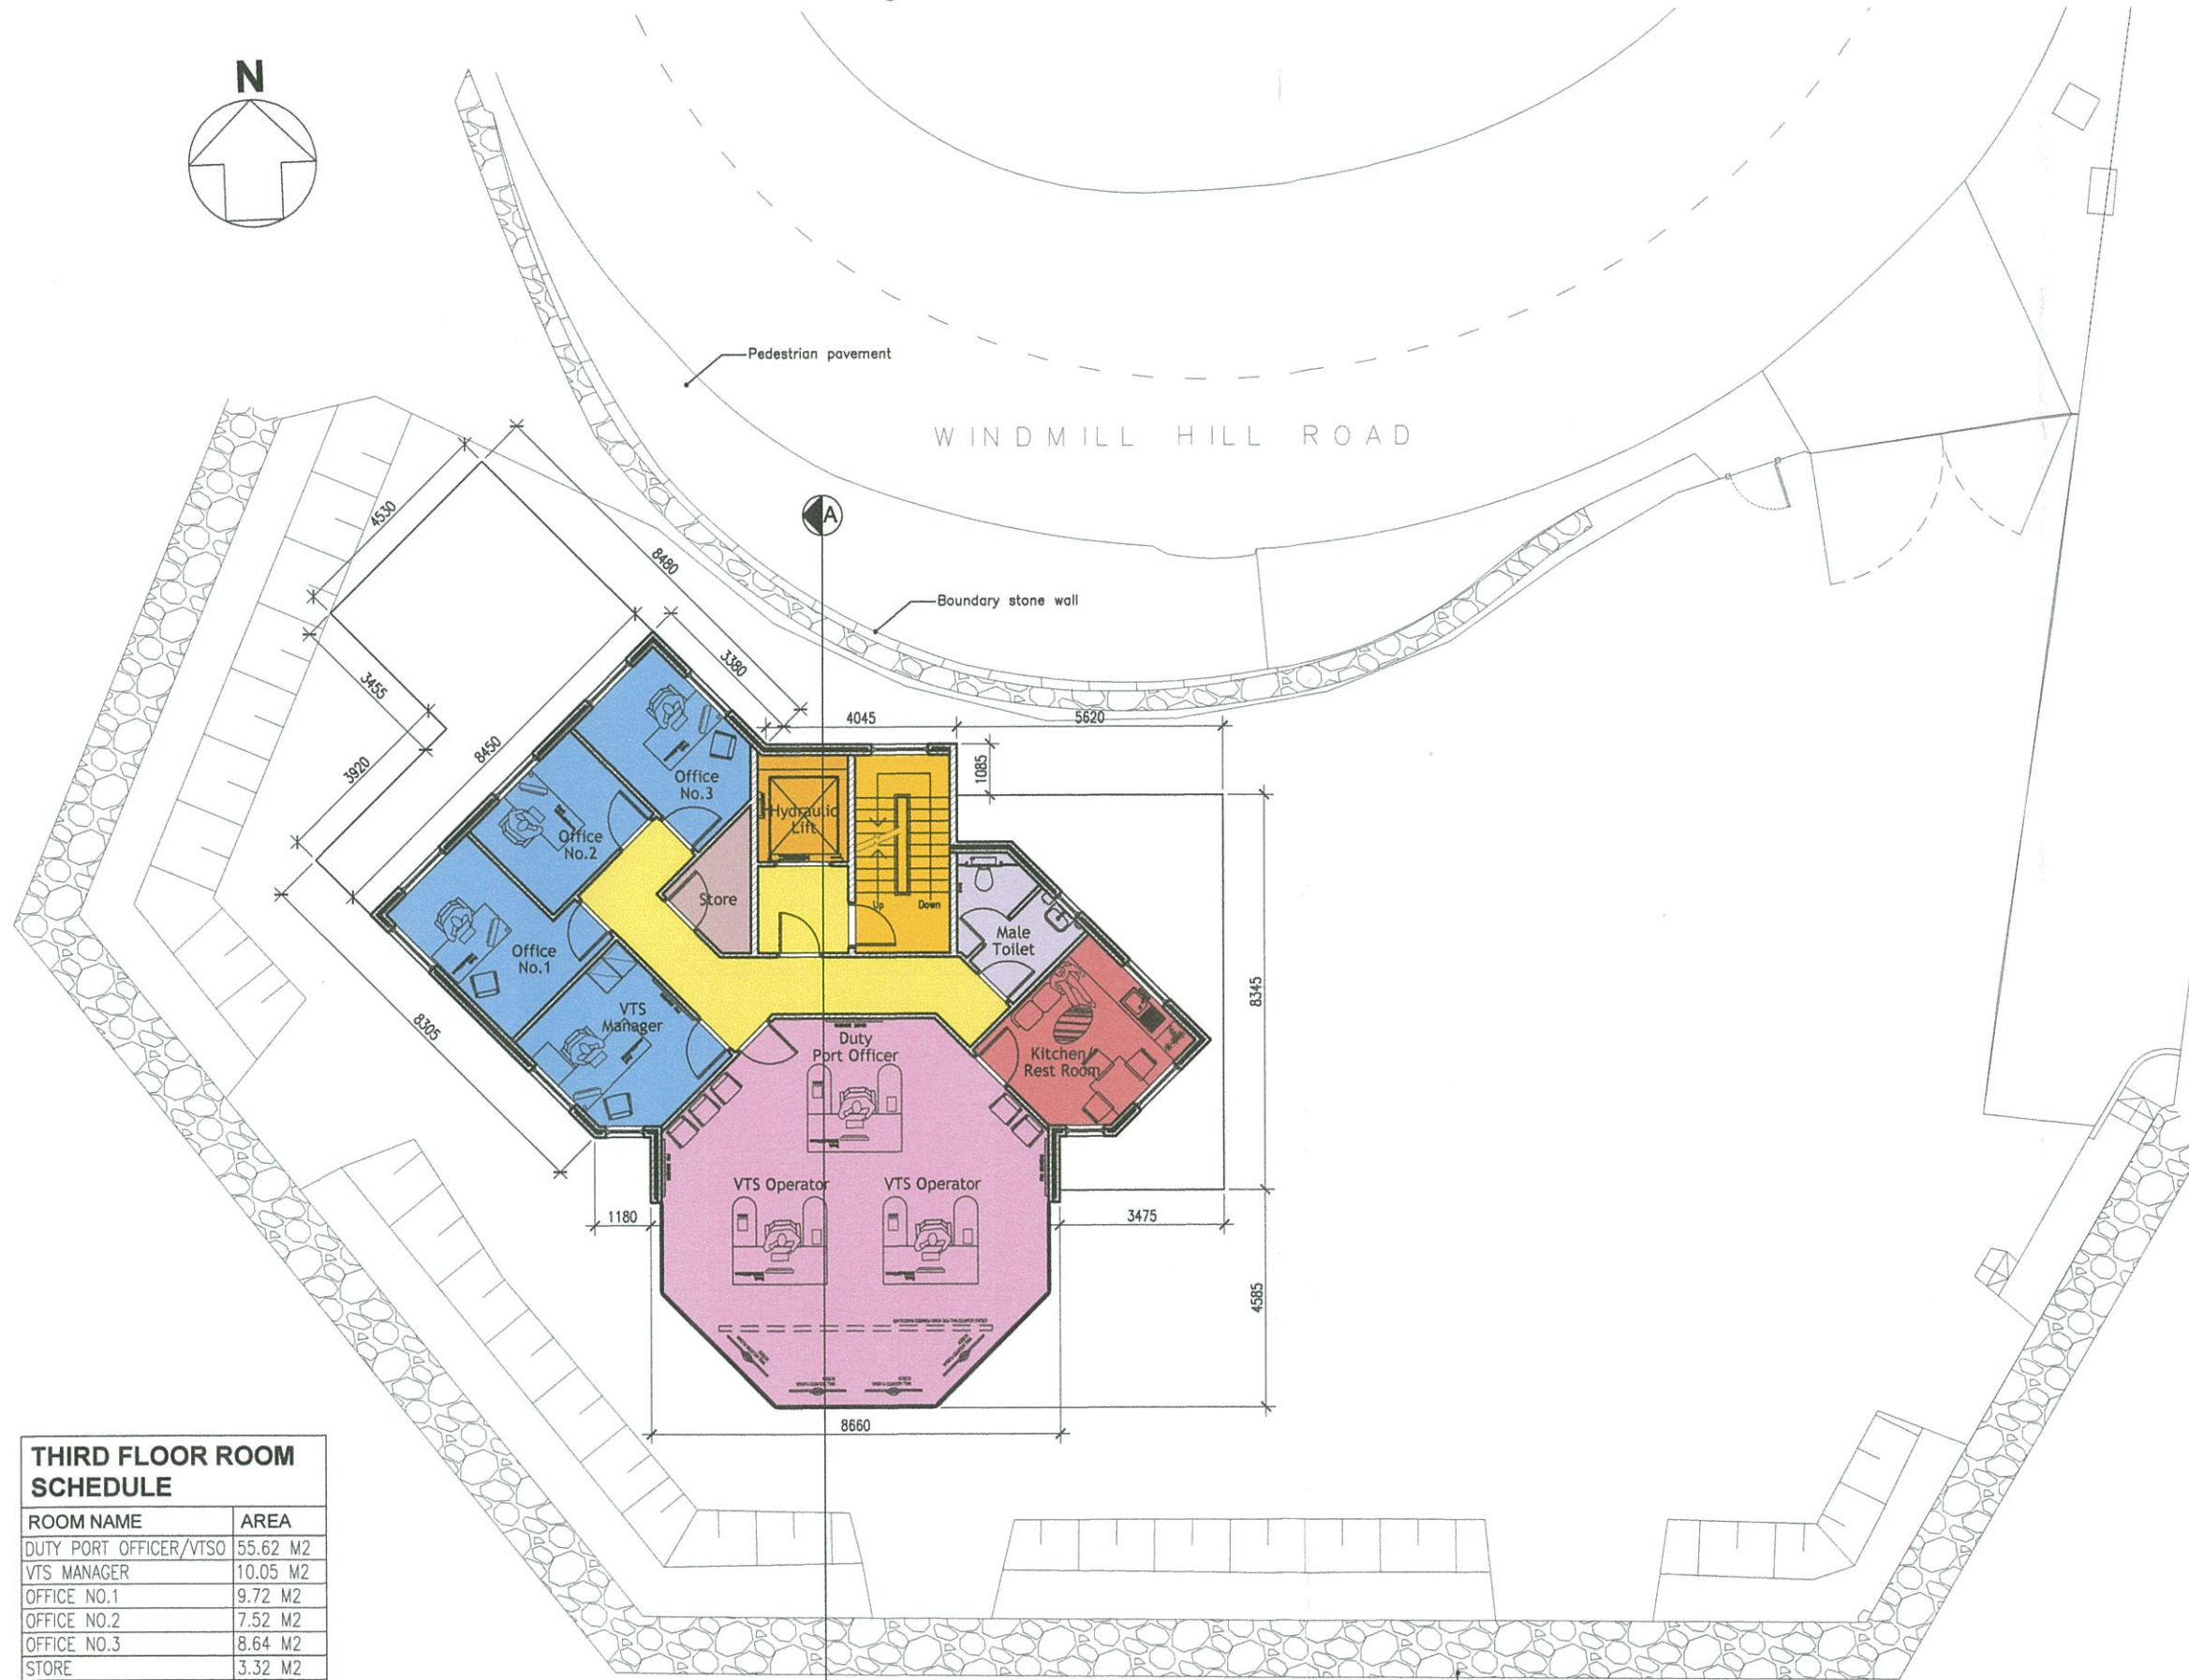 N
Pedestrian pavement
WINDMILL HILL ROAD
A
Boundary stone wall
4530
8480
3380
3455
3920
8450
8305
4045
5620
1085
8345
4585
1180
3475
8660
Office
No.3
Hydraulic
Lift
Office
No.2
Store
Up
Down
Male
Toilet
Office
No.1
VTS
Manager
Duty
Port Officer
Kitchen/
Rest Room
VTS Operator
VTS Operator
THIRD FLOOR ROOM
SCHEDULE
ROOM NAME AREA
DUTY PORT OFFICER/VTSO 55.62 M2
VTS MANAGER 10.05 M2
OFFICE NO.1 9.72 M2
OFFICE NO.2 7.52 M2
OFFICE NO.3 8.64 M2
STORE 3.32 M2